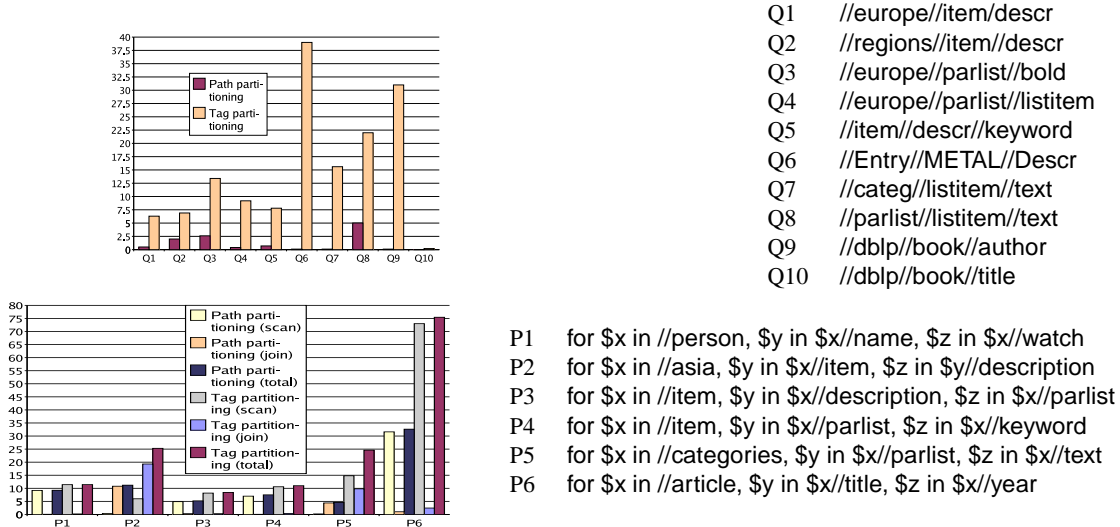 40
37,5
35
32,5
30
27,5
25
22,5
20
17,5
15
12,5
10
7,5
5
2,5
0
Path parti-
tioning
Tag parti-
tioning
Q1 Q2 Q3 Q4 Q5 Q6 Q7 Q8 Q9 Q10
Q1 //europe//item/descr
Q2 //regions//item//descr
Q3 //europe//parlist//bold
Q4 //europe//parlist//listitem
Q5 //item//descr//keyword
Q6 //Entry//METAL//Descr
Q7 //categ//listitem//text
Q8 //parlist//listitem//text
Q9 //dblp//book//author
Q10 //dblp//book//title
80
75
70
65
60
55
50
45
40
35
30
25
20
15
10
5
0
Path parti-
tioning (scan)
Path parti-
tioning (join)
Path parti-
tioning (total)
Tag partition-
ing (scan)
Tag partition-
ing (join)
Tag partition-
ing (total)
P1 P2 P3 P4 P5 P6
P1 for $x in //person, $y in $x//name, $z in $x//watch
P2 for $x in //asia, $y in $x//item, $z in $y//description
P3 for $x in //item, $y in $x//description, $z in $x//parlist
P4 for $x in //item, $y in $x//parlist, $z in $x//keyword
P5 for $x in //categories, $y in $x//parlist, $z in $x//text
P6 for $x in //article, $y in $x//title, $z in $x//year